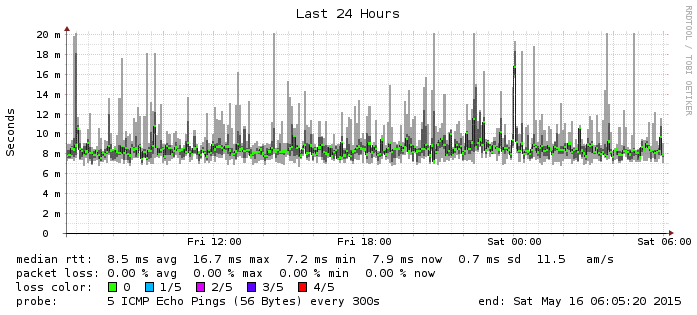 Last 24 Hours
RRDTOOL / TOBI OETIKER
Seconds
20 m
18 m
16 m
14 m
12 m
10 m
8 m
6 m
4 m
2 m
0
Fri 12:00 Fri 18:00 Sat 00:00 Sat 06:00
median rtt: 8.5 ms avg 16.7 ms max 7.2 ms min 7.9 ms now 0.7 ms sd 11.5 am/s
packet loss: 0.00 % avg 0.00 % max 0.00 % min 0.00 % now
loss color: 0 1/5 2/5 3/5 4/5
probe: 5 ICMP Echo Pings (56 Bytes) every 300s end: Sat May 16 06:05:20 2015